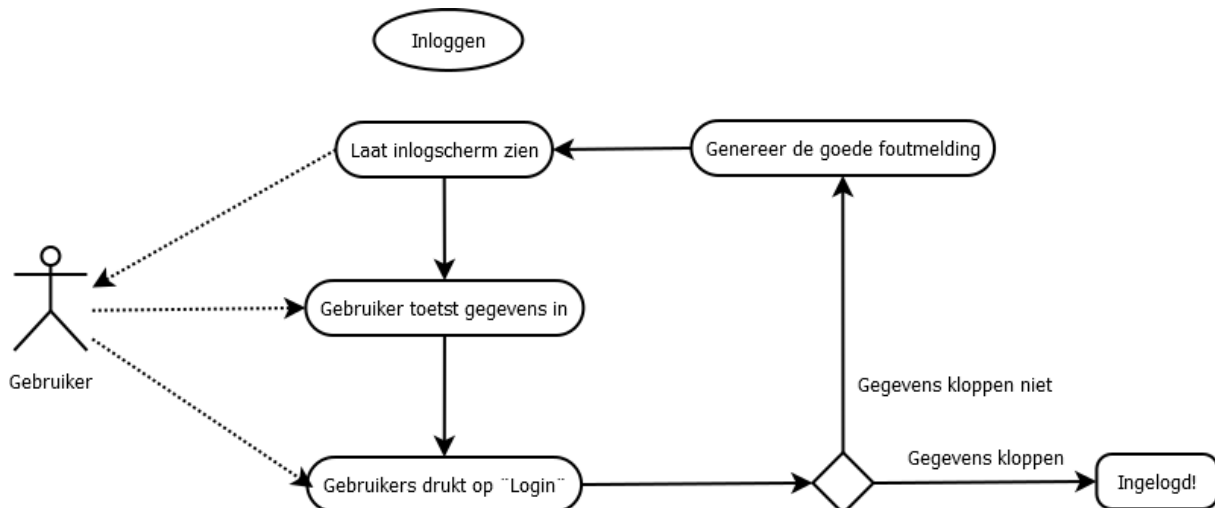 Inloggen
Laat inlogscherm zien
Genereer de goede foutmelding
Gebruiker toetst gegevens in
Gebruiker
Gegevens kloppen niet
Gegevens kloppen
Gebruikers drukt op ¨Login¨
Ingelogd!